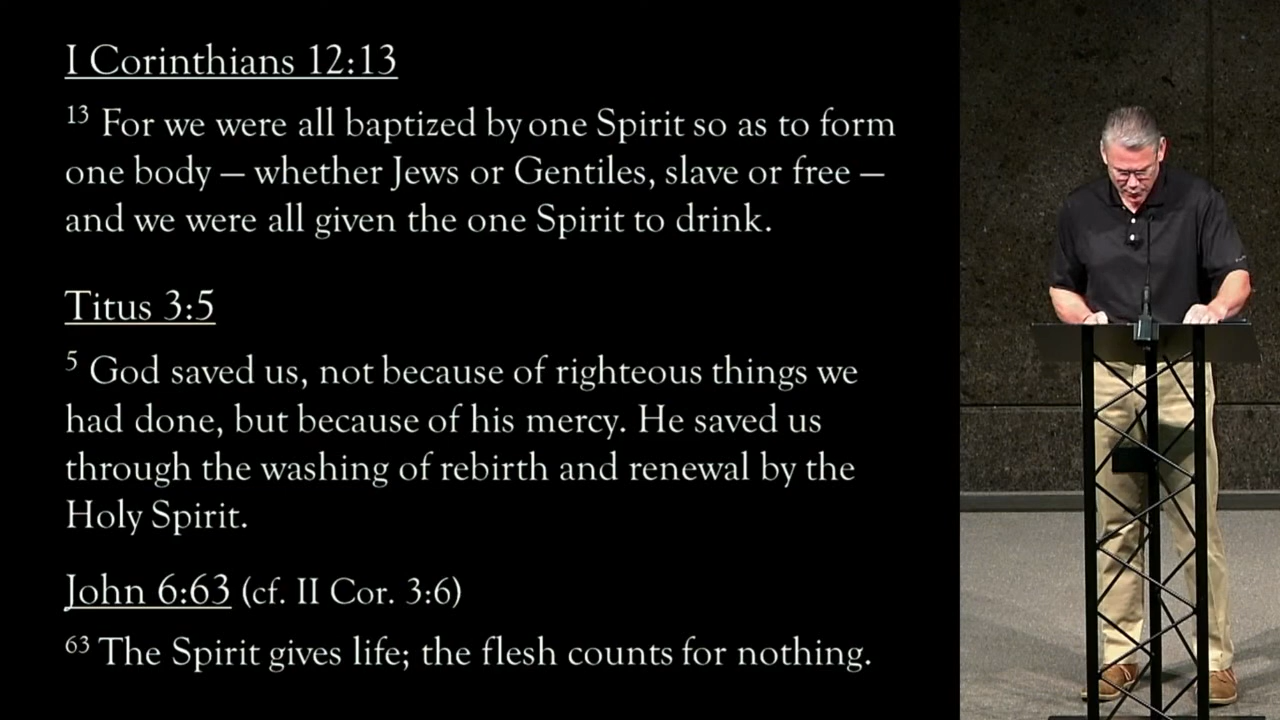 I Corinthians 12:13
13 For we were all baptized by one Spirit so as to form
one body – whether Jews or Gentiles, slave or free –
and we were all given the one Spirit to drink.
Titus 3:5
5 God saved us, not because of righteous things we
had done, but because of his mercy. He saved us
through the washing of rebirth and renewal by the
Holy Spirit.
John 6:63 (cf. II Cor. 3:6)
63 The Spirit gives life; the flesh counts for nothing.